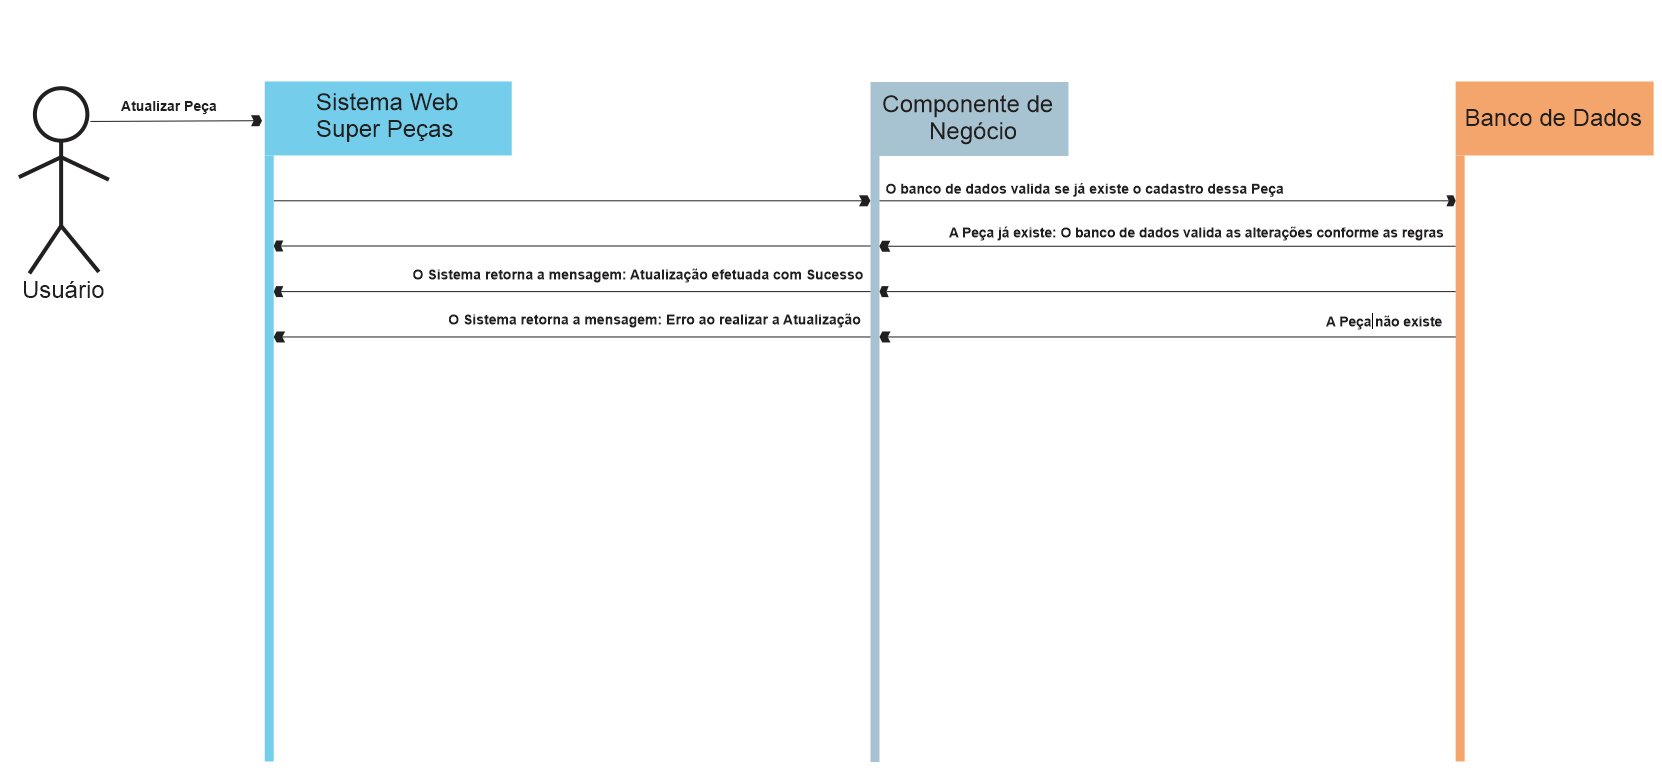 Atualizar Peça
Sistema Web
Super Peças
Componente de
Negócio
Banco de Dados
O banco de dados valida se já existe o cadastro dessa Peça
A Peça já existe: O banco de dados valida as alterações conforme as regras
O Sistema retorna a mensagem: Atualização efetuada com Sucesso
Usuário
O Sistema retorna a mensagem: Erro ao realizar a Atualização
A Peça não existe